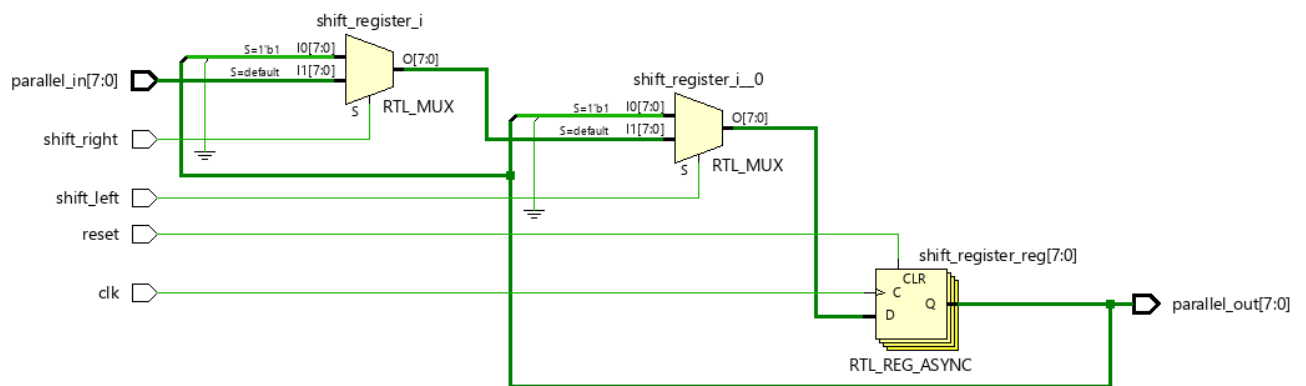 shift_register_i
S=1'b1 I0[7:0]
O[7:0]
parallel_in[7:0] S=default I1[7:0]
shift_register_i__0
S RTL_MUX
S=1'b1 I0[7:0]
O[7:0]
shift_right
S=default I1[7:0]
S RTL_MUX
shift_left
reset
shift_register_reg[7:0]
CLR
clk
C
Q
parallel_out[7:0]
D
RTL_REG_ASYNC